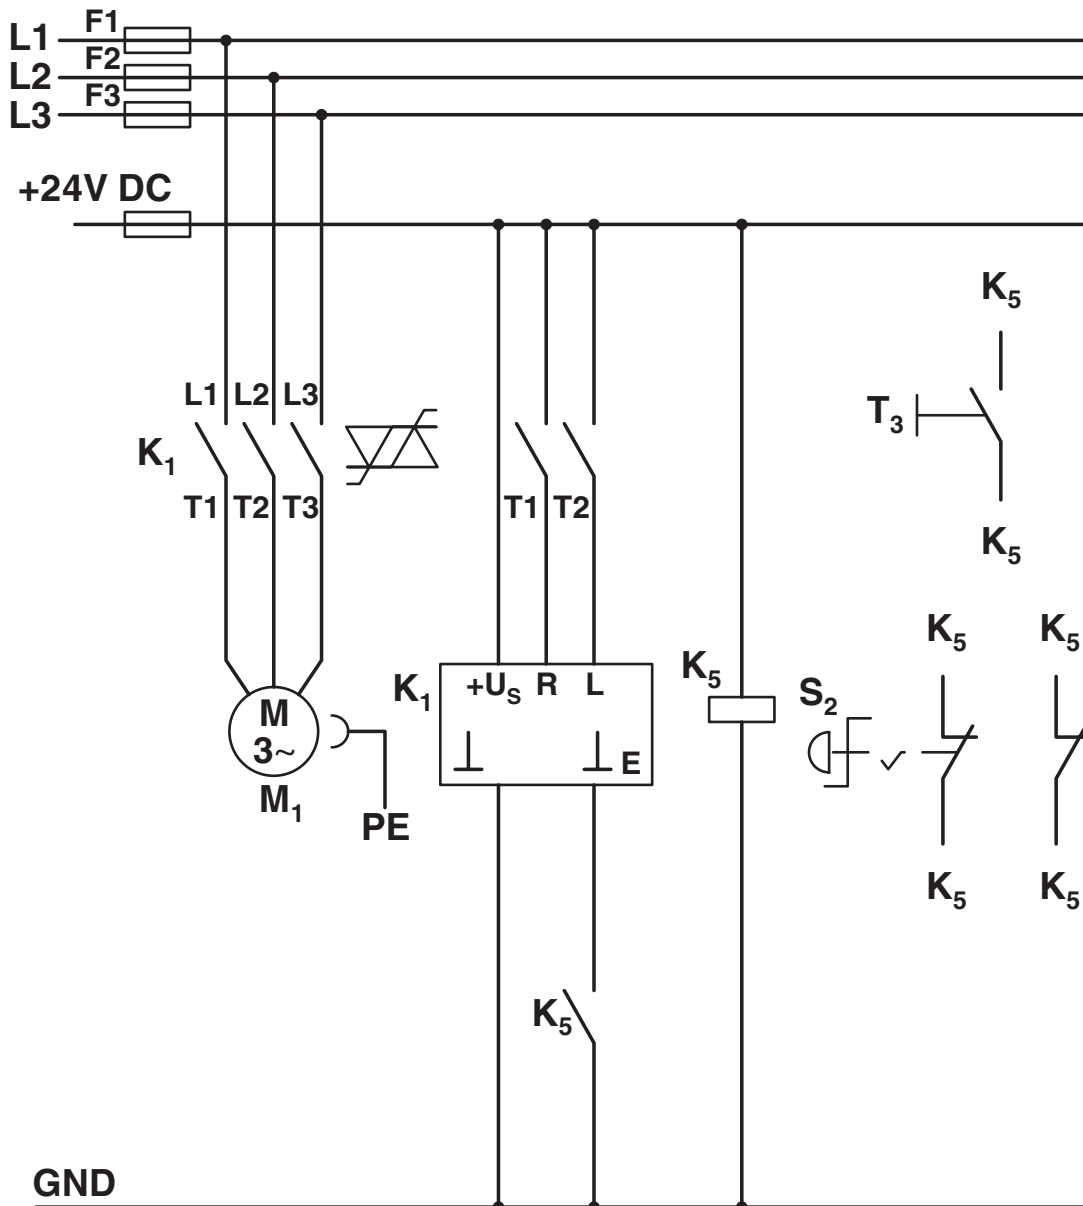 F1
L1
F2
L2
F3
L3
+24V DC
K5
L1 L2 L3
T3
K1
T1 T2 T3
T1 T2
K5
K5 K5
K1 +US R L
K5
S2
M
3~
E
M1
PE
K5 K5
K5
GND